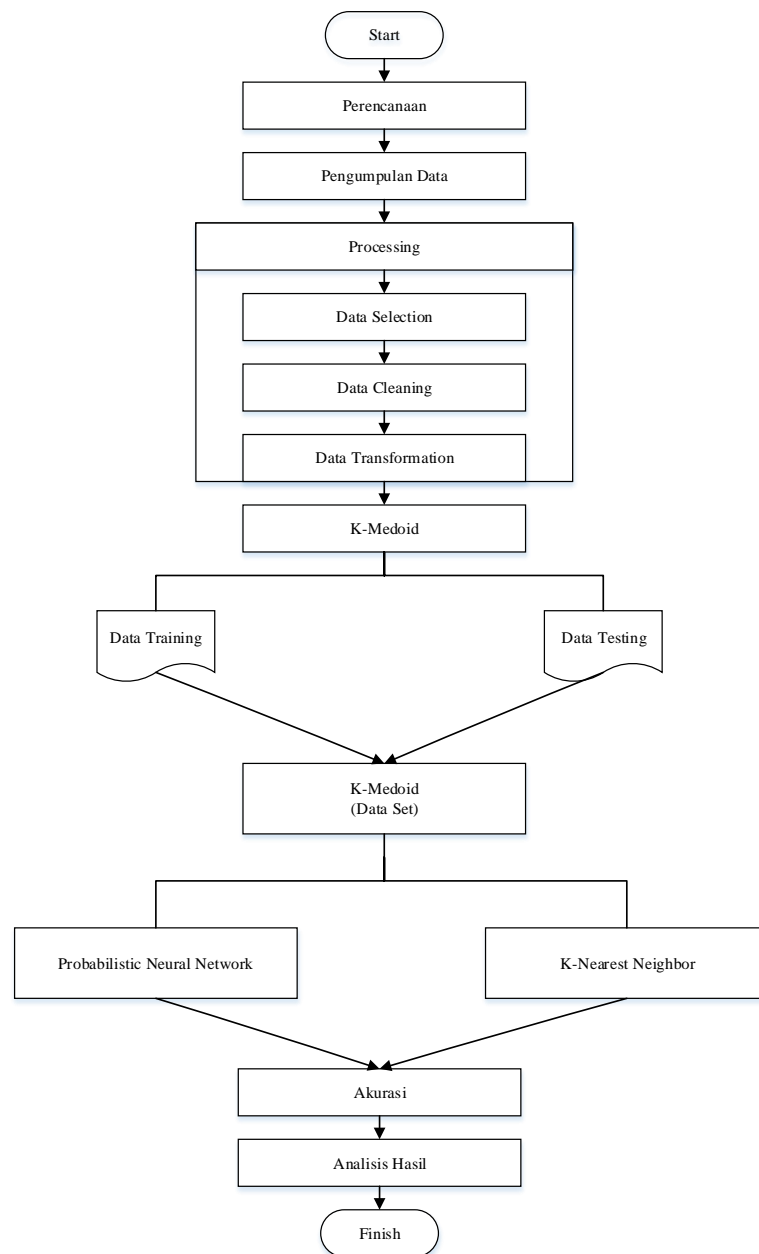 Start
Perencanaan
Pengumpulan Data
Processing
Data Selection
Data Cleaning
Data Transformation
K-Medoid
Data Training
Data Testing
K-Medoid
(Data Set)
Probabilistic Neural Network
K-Nearest Neighbor
Akurasi
Analisis Hasil
Finish